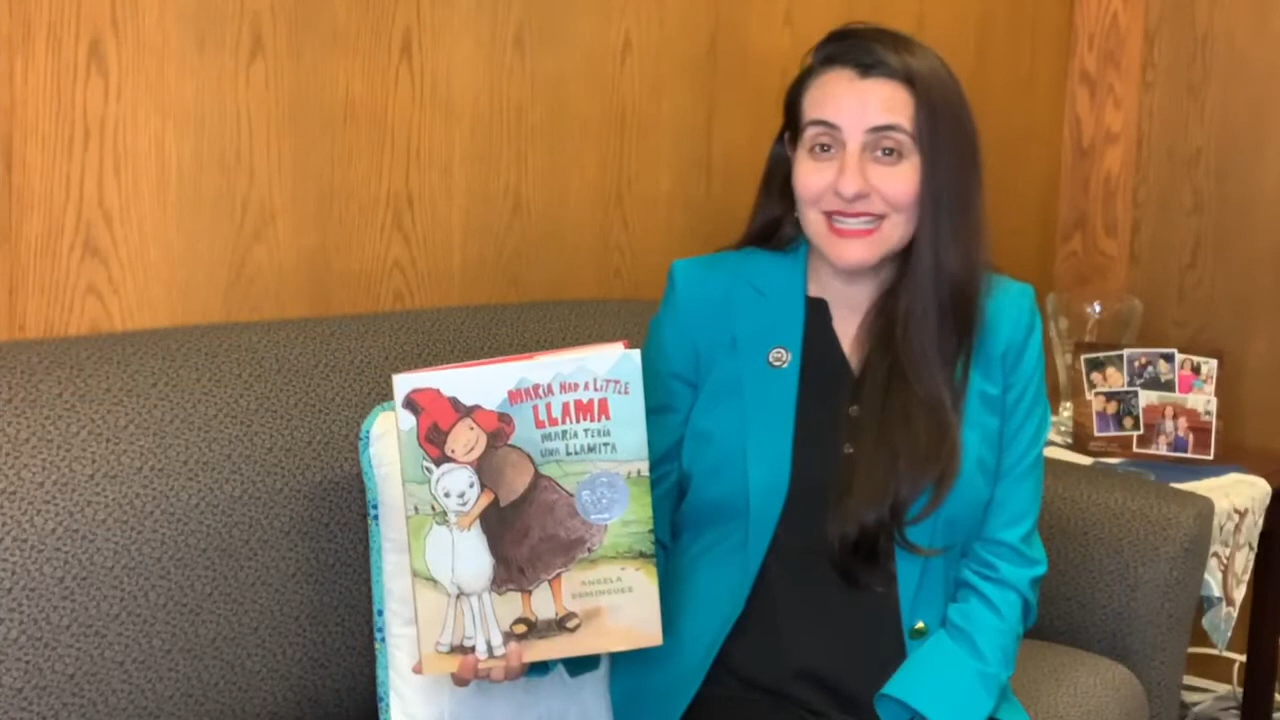 MARIA HAD A LITTLE
LLAMA
MARÍA TENÍA
UNA LLAMITA
ANGELA
DOMINGUEZ